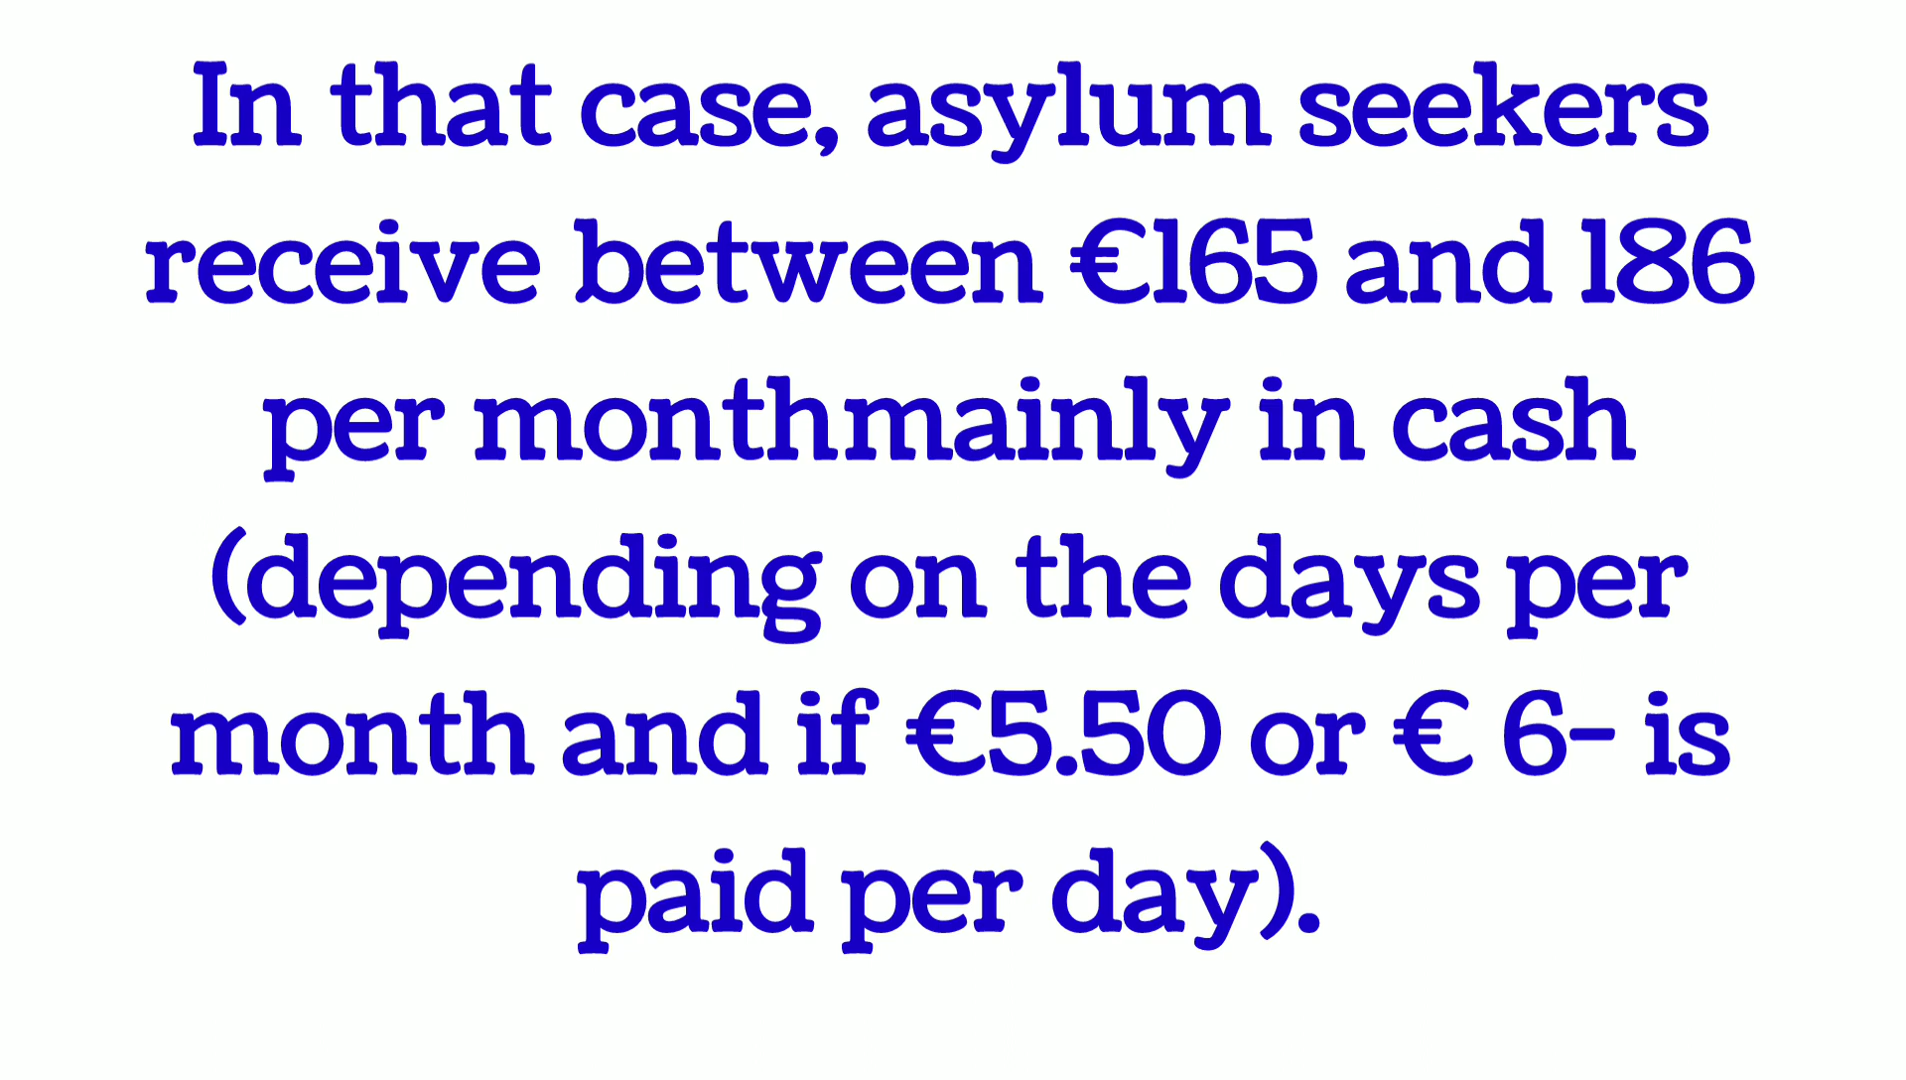 In that case, asylum seekers
receive between €165 and 186
per monthmainly in cash
(depending on the days per
month and if €5.50 or € 6- is
paid per day).